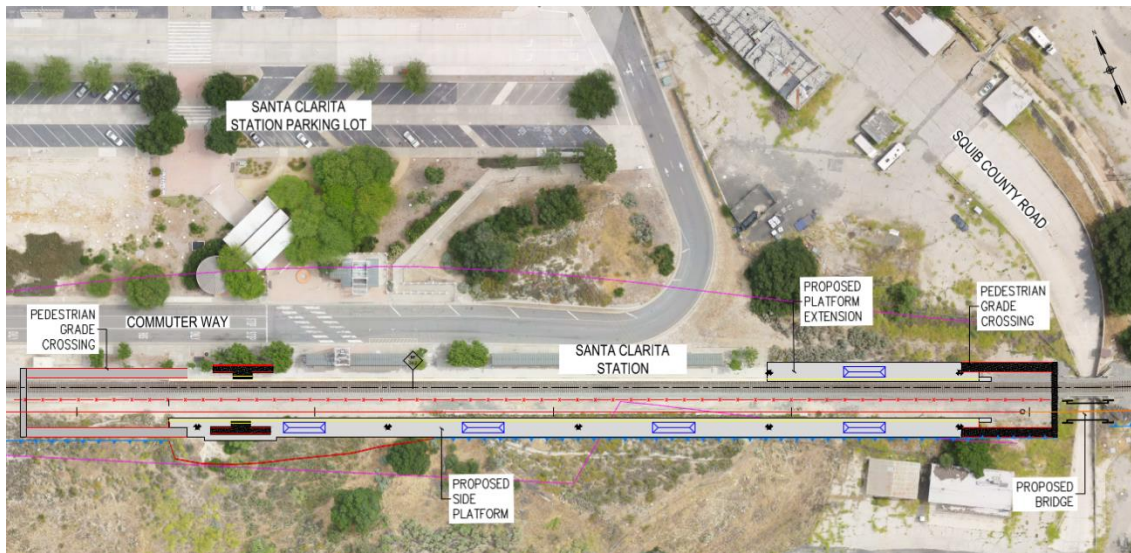 N
SANTA CLARITA
STATION PARKING LOT
SQUIB COUNTY ROAD
PEDESTRIAN
GRADE
CROSSING
COMMUTER WAY
PROPOSED
PLATFORM
EXTENSION
PEDESTRIAN
GRADE
CROSSING
SANTA CLARITA
STATION
PROPOSED
SIDE
PLATFORM
PROPOSED
BRIDGE